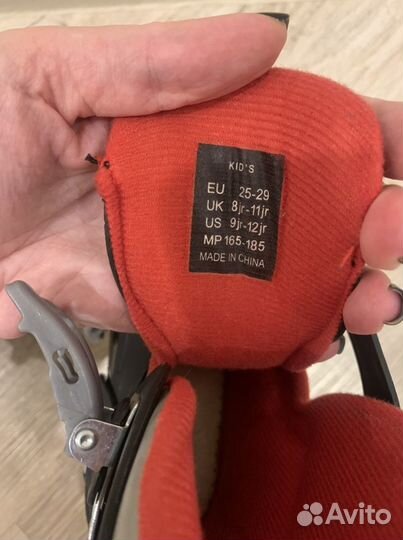 KID'S
EU 25-29
UK 8jr-11jr
US 9jr-12jr
MP 165-185
MADE IN CHINA
Avito